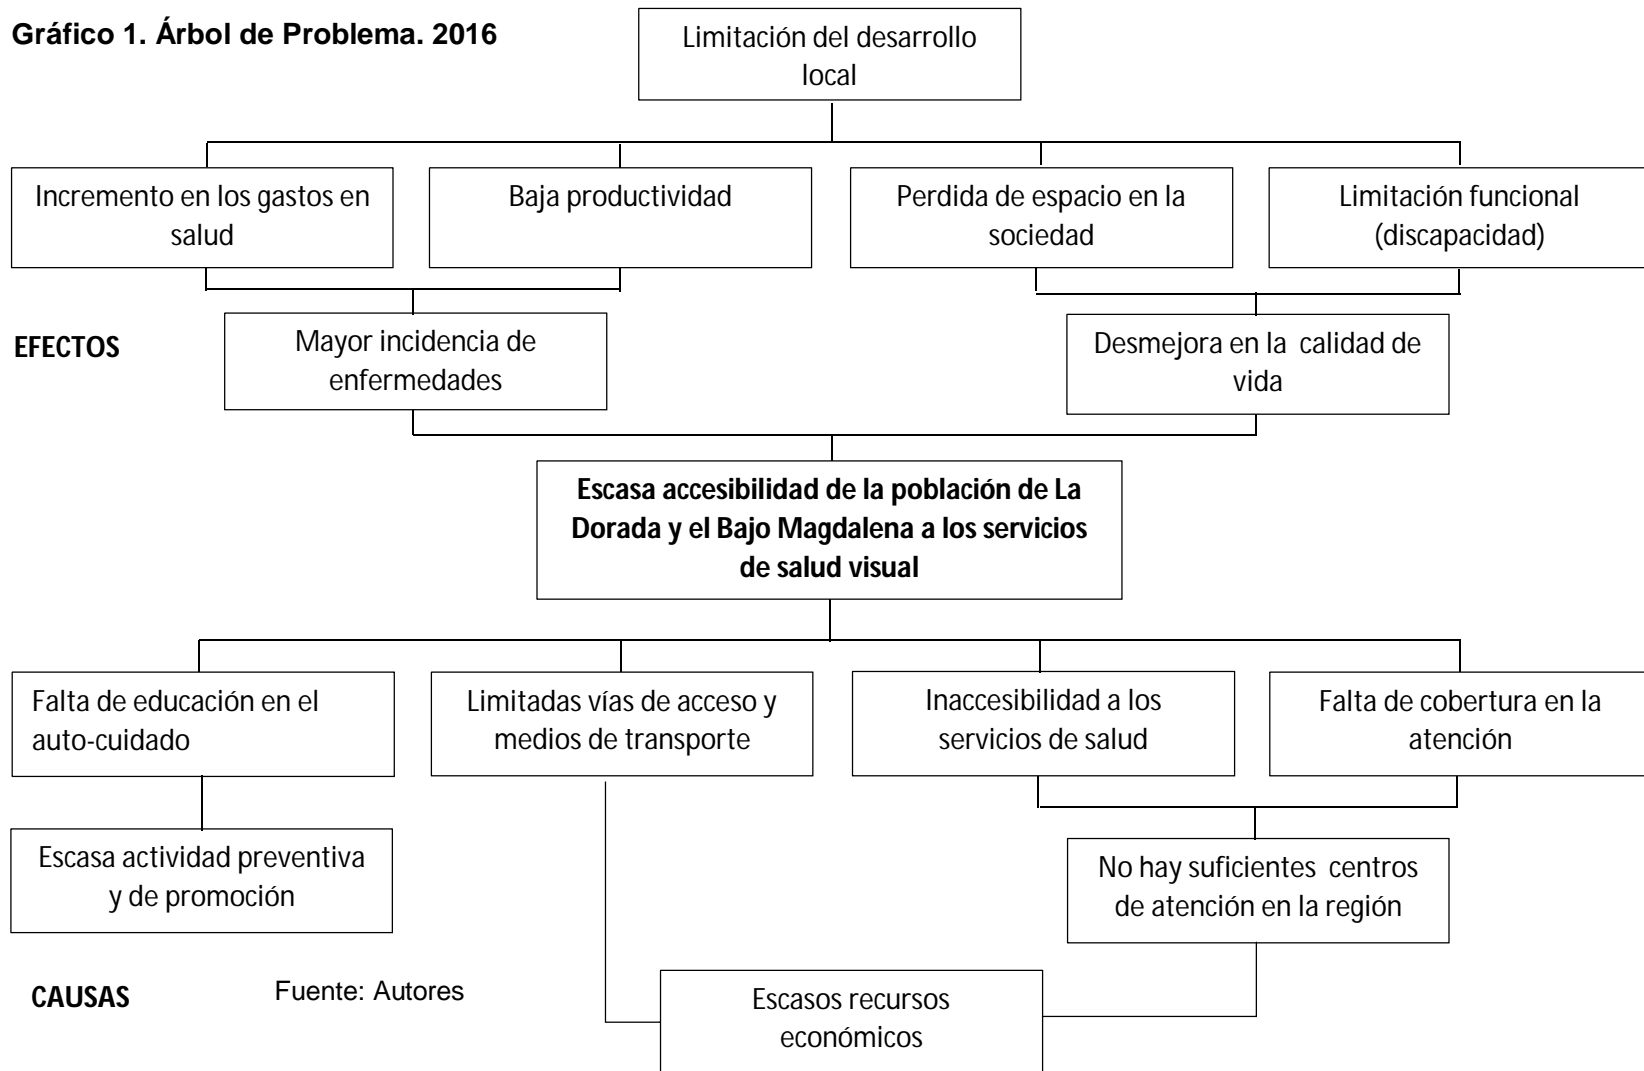 Gráfico 1. Árbol de Problema. 2016
Limitación del desarrollo
local
Incremento en los gastos en
salud
Baja productividad
Perdida de espacio en la
sociedad
Limitación funcional
(discapacidad)
EFECTOS
Mayor incidencia de
enfermedades
Desmejora en la calidad de
vida
Escasa accesibilidad de la población de La
Dorada y el Bajo Magdalena a los servicios
de salud visual
Falta de educación en el
auto-cuidado
Limitadas vías de acceso y
medios de transporte
Inaccesibilidad a los
servicios de salud
Falta de cobertura en la
atención
Escasa actividad preventiva
y de promoción
No hay suficientes centros
de atención en la región
CAUSAS
Fuente: Autores
Escasos recursos
económicos